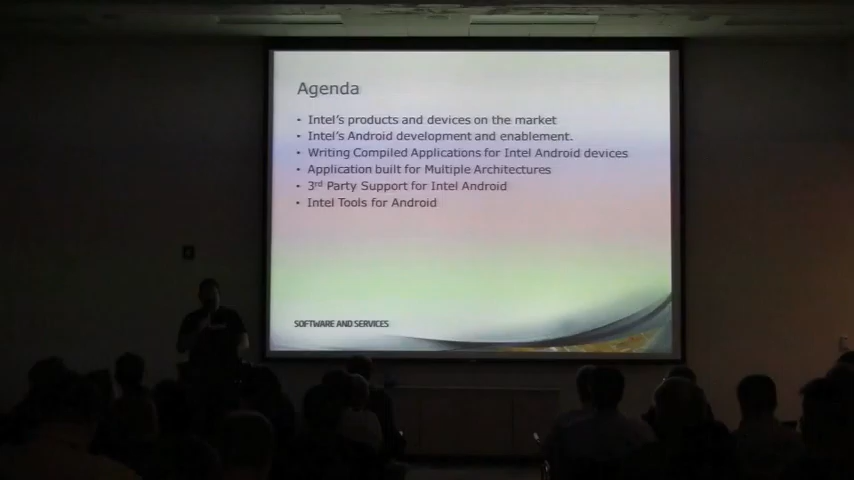 Agenda
• Intel's products and devices on the market
• Intel's Android development and enablement.
• Writing Compiled Applications for Intel Android devices
• Application built for Multiple Architectures
• 3rd Party Support for Intel Android
• Intel Tools for Android
SOFTWARE AND SERVICES